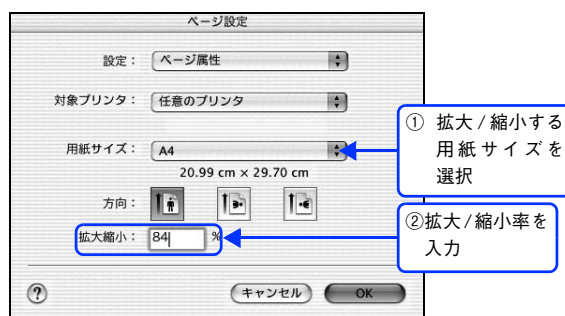 ページ設定
設定： ページ属性
対象プリンタ： 任意のプリンタ
用紙サイズ： A4
20.99 cm × 29.70 cm
方向：
拡大縮小： 84 %
? キャンセル OK
① 拡大/縮小する
用紙サイズを
選択
②拡大/縮小率を
入力